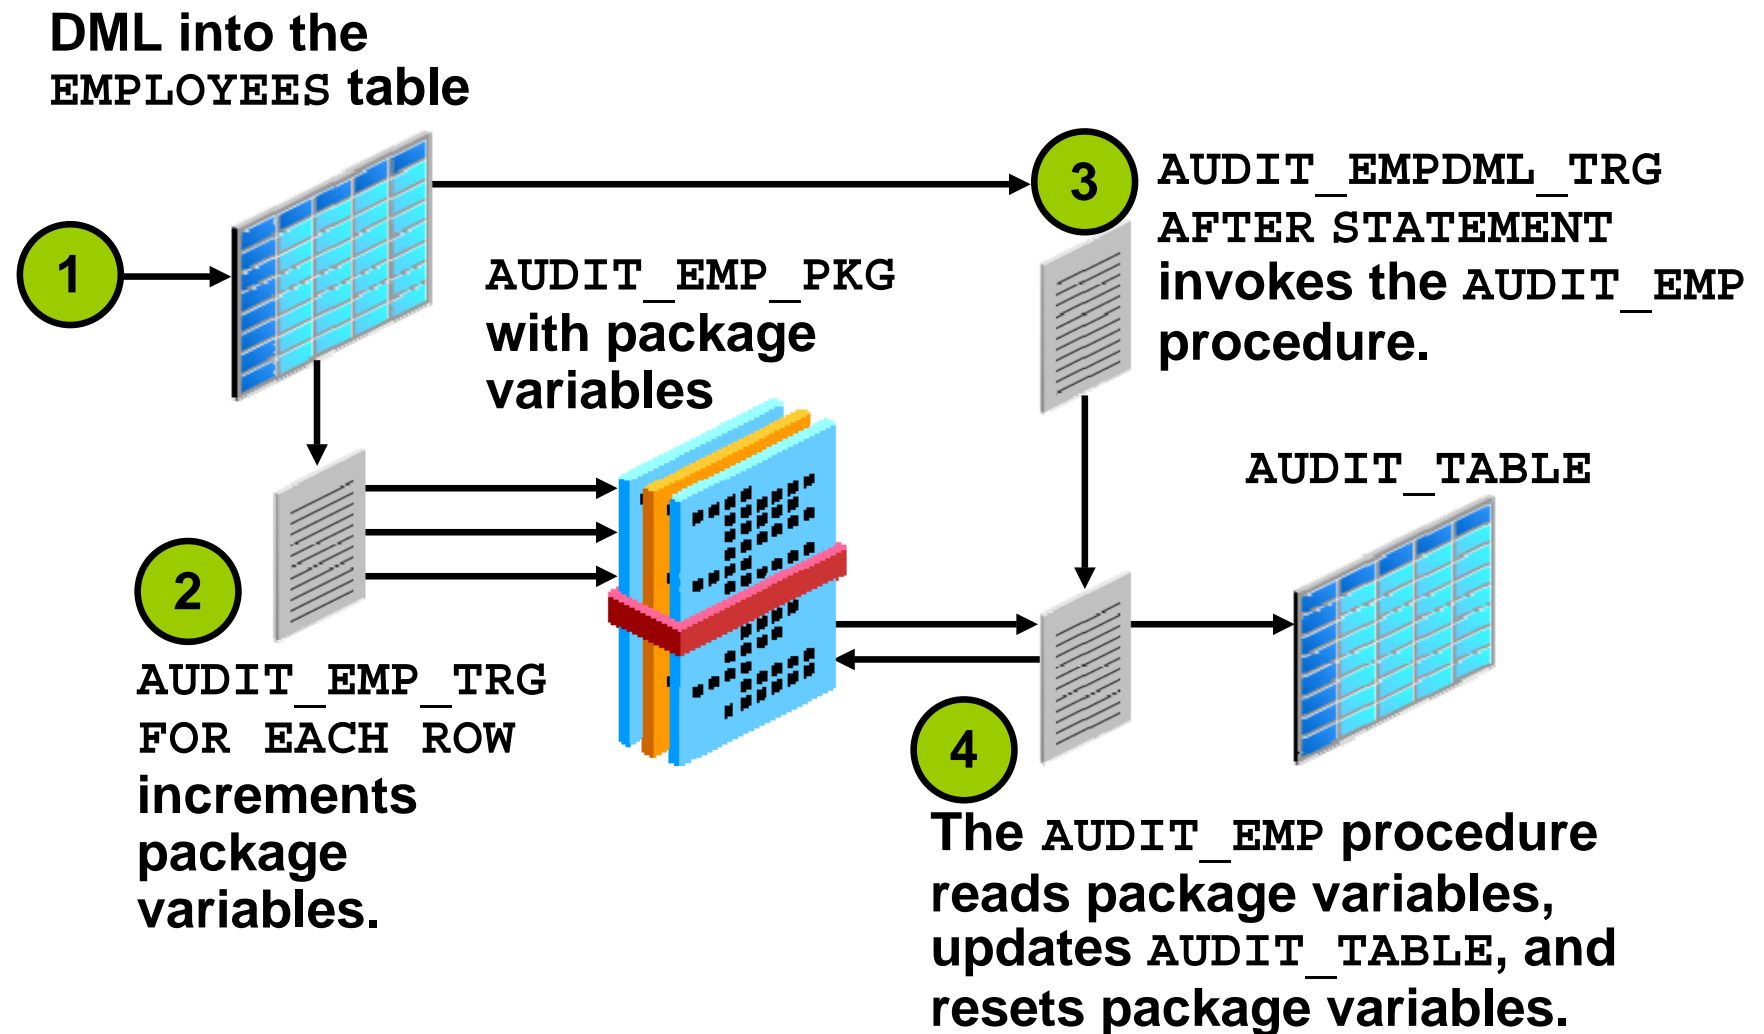 DML into the
EMPLOYEES table
1
3
AUDIT_EMPDML_TRG
AFTER STATEMENT
invokes the AUDIT_EMP
procedure.
AUDIT_EMP_PKG
with package
variables
AUDIT_TABLE
2
AUDIT_EMP_TRG
FOR EACH ROW
increments
package
variables.
4
The AUDIT_EMP procedure
reads package variables,
updates AUDIT_TABLE, and
resets package variables.